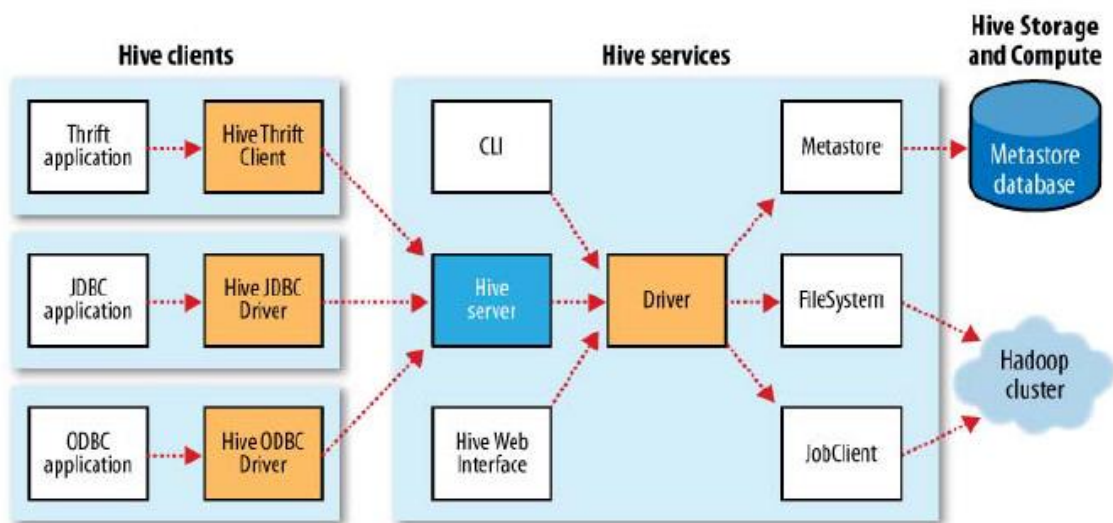 Hive clients
Thrift
application
Hive Thrift
Client
JDBC
application
Hive JDBC
Driver
ODBC
application
Hive ODBC
Driver
Hive services
CLI
Hive
server
Hive Web
Interface
Driver
Metastore
FileSystem
JobClient
Hive Storage
and Compute
Metastore
database
Hadoop
cluster